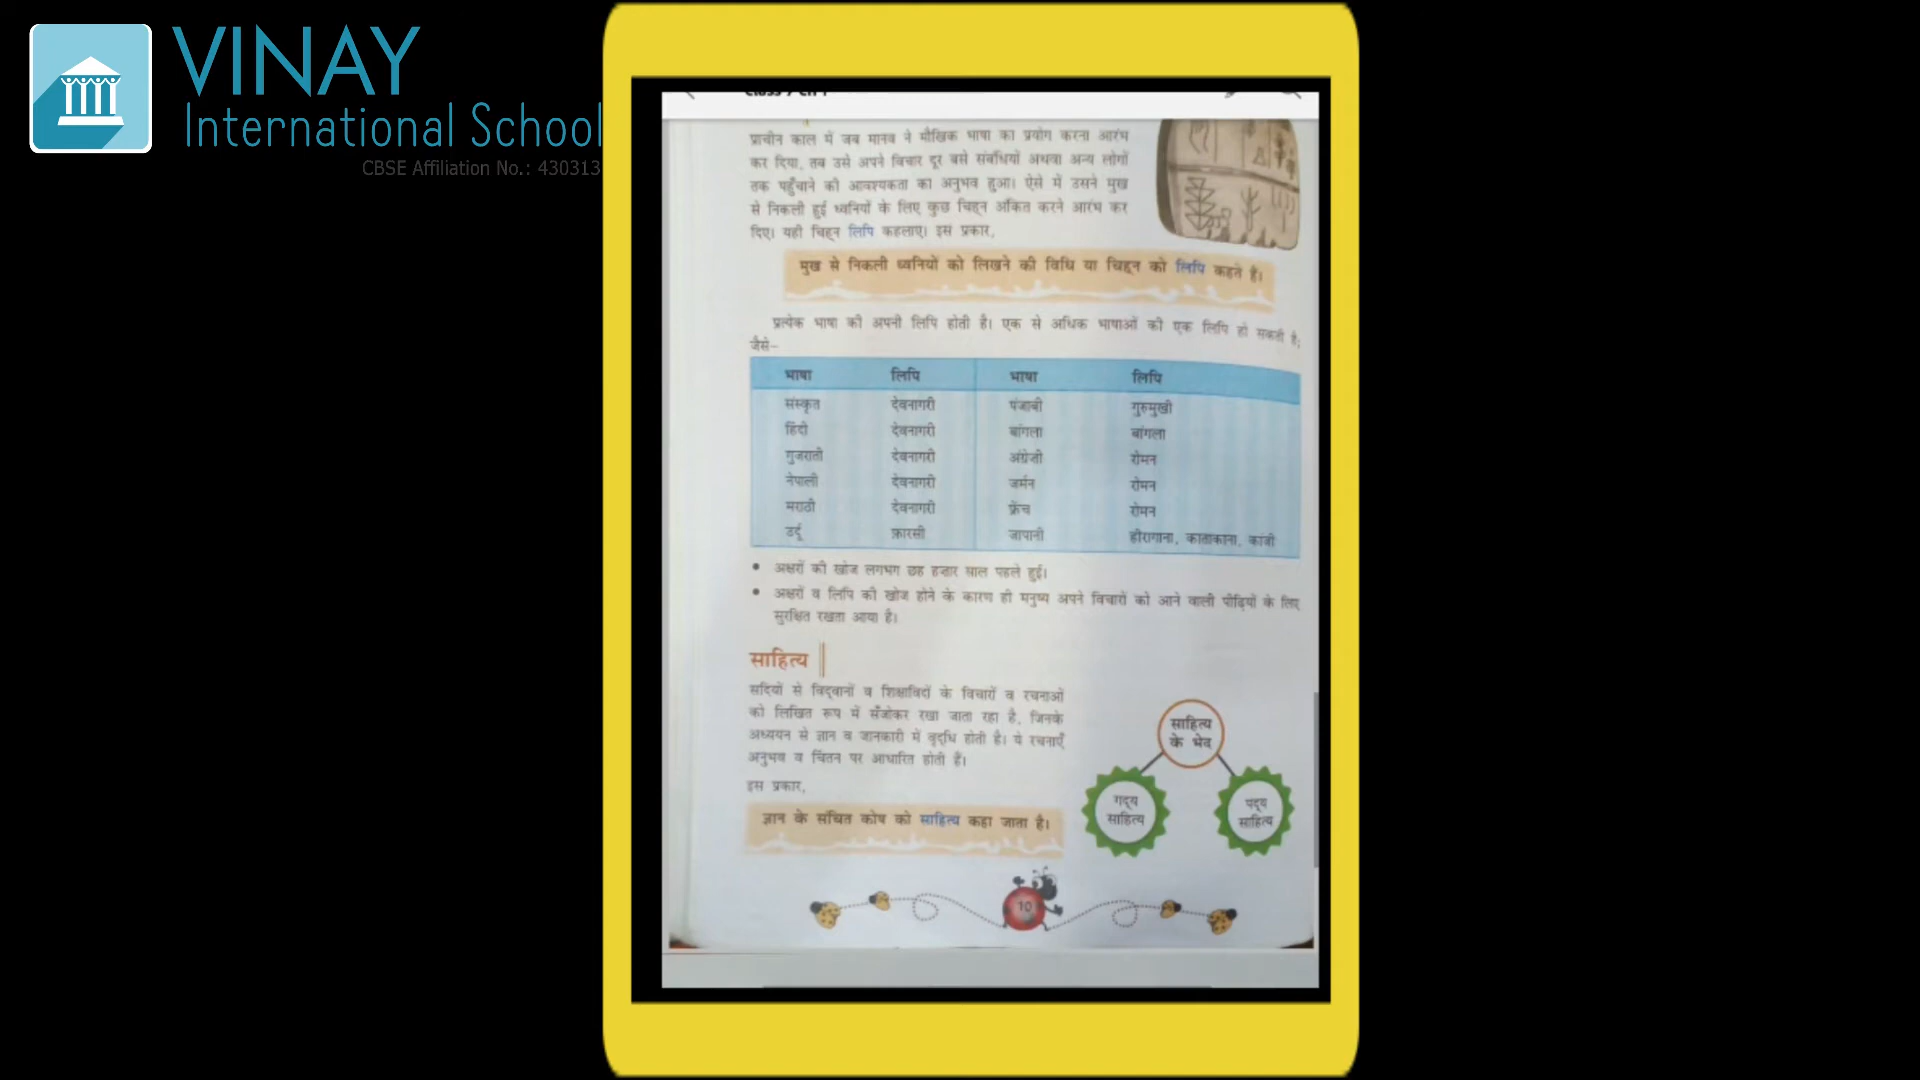 VINAY
International School
CBSE Affiliation No.: 430313
प्राचीन काल में जब मानव ने मौखिक भाषा का प्रयोग करना आरंभ
कर दिया, तब उसे अपने विचार दूर बसे संबंधियों अथवा अन्य लोगों
तक पहुँचाने की आवश्यकता का अनुभव हुआ। ऐसे में उसने मुख
से निकली हुई ध्वनियों के लिए कुछ चिह्न अंकित करने आरंभ कर
दिए। यही चिह्न लिपि कहलाए। इस प्रकार,
मुख से निकली ध्वनियों को लिखने की विधि या चिह्न को लिपि कहते हैं।
प्रत्येक भाषा की अपनी लिपि होती है। एक से अधिक भाषाओं की एक लिपि हो सकती है;
जैसे–
भाषा लिपि भाषा लिपि
संस्कृत देवनागरी पंजाबी गुरुमुखी
हिंदी देवनागरी बांगला बांगला
गुजराती देवनागरी अंग्रेजी रोमन
नेपाली देवनागरी जर्मन रोमन
मराठी देवनागरी फ्रेंच रोमन
उर्दू फ़ारसी जापानी हीरागाना, काताकाना, कांजी
• अक्षरों की खोज लगभग छह हज़ार साल पहले हुई।
• अक्षरों व लिपि की खोज होने के कारण ही मनुष्य अपने विचारों को आने वाली पीढ़ियों के लिए
सुरक्षित रखता आया है।
साहित्य
सदियों से विद्वानों व शिक्षाविदों के विचारों व रचनाओं
को लिखित रूप में सँजोकर रखा जाता रहा है, जिनके
अध्ययन से ज्ञान व जानकारी में वृद्धि होती है। ये रचनाएँ
अनुभव व चिंतन पर आधारित होती हैं।
इस प्रकार,
ज्ञान के संचित कोष को साहित्य कहा जाता है।
साहित्य
के भेद
गद्य
साहित्य
पद्य
साहित्य
10